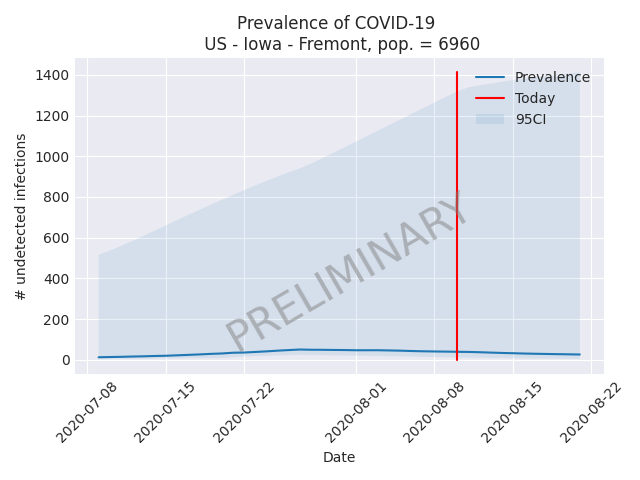 Prevalence of COVID-19
US - Iowa - Fremont, pop. = 6960
1400
1200
1000
800
600
400
200
0
# undetected infections
Prevalence
Today
95CI
PRELIMINARY
2020-07-08
2020-07-15
2020-07-22
2020-08-01
2020-08-08
2020-08-15
2020-08-22
Date